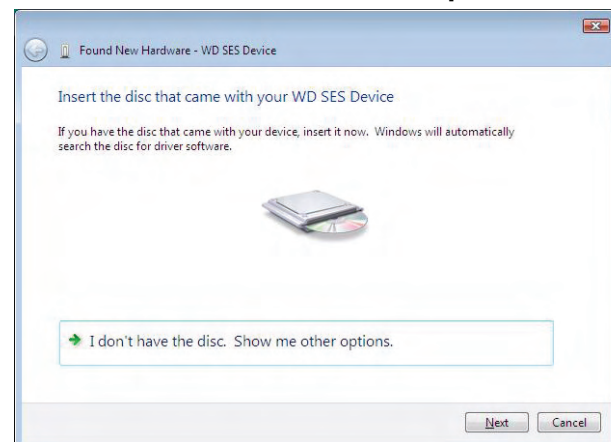 Found New Hardware - WD SES Device
Insert the disc that came with your WD SES Device
If you have the disc that came with your device, insert it now.  Windows will automatically
search the disc for driver software.
I don't have the disc.  Show me other options.
Next Cancel